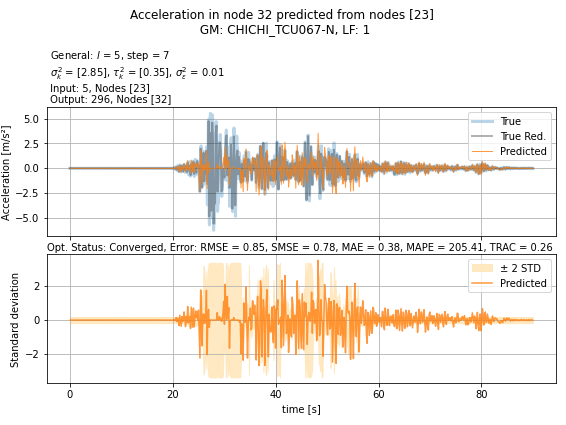 Acceleration in node 32 predicted from nodes [23]
GM: CHICHI_TCU067-N, LF: 1
General: l = 5, step = 7
σ²ₖ = [2.85], τ²ₖ = [0.35], σ²ε = 0.01
Input: 5, Nodes [23]
Output: 296, Nodes [32]
Acceleration [m/s²]
5.0
2.5
0.0
−2.5
−5.0
True
True Red.
Predicted
Opt. Status: Converged, Error: RMSE = 0.85, SMSE = 0.78, MAE = 0.38, MAPE = 205.41, TRAC = 0.26
Standard deviation
2
0
−2
± 2 STD
Predicted
0 20 40 60 80
time [s]